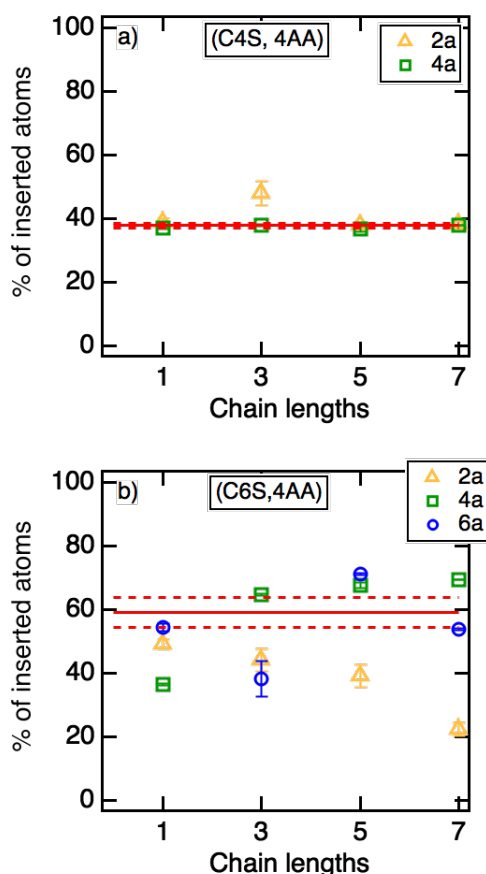 100
a)
(C4S, 4AA)
2a
4a
80
60
40
20
0
% of inserted atoms
1 3 5 7
Chain lengths
100
b)
(C6S,4AA)
2a
4a
6a
80
60
40
20
0
% of inserted atoms
1 3 5 7
Chain lengths